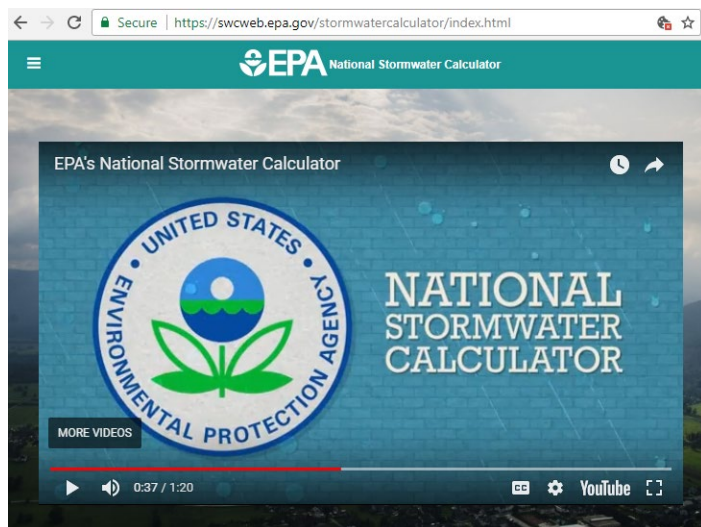 Secure | https://swcweb.epa.gov/stormwatercalculator/index.html
EPA National Stormwater Calculator
EPA's National Stormwater Calculator
UNITED STATES
ENVIRONMENTAL PROTECTION AGENCY
NATIONAL
STORMWATER
CALCULATOR
MORE VIDEOS
0:37 / 1:20
CC
YouTube